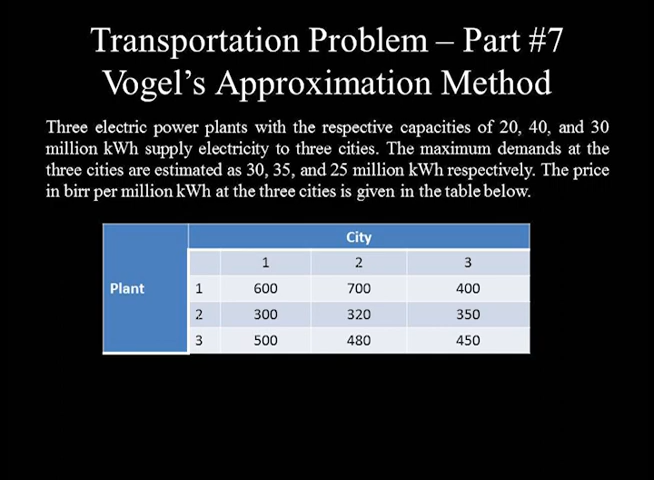 Transportation Problem – Part #7
Vogel's Approximation Method
Three electric power plants with the respective capacities of 20, 40, and 30
million kWh supply electricity to three cities. The maximum demands at the
three cities are estimated as 30, 35, and 25 million kWh respectively. The price
in birr per million kWh at the three cities is given in the table below.
City
1 2 3
Plant 1 600 700 400
2 300 320 350
3 500 480 450